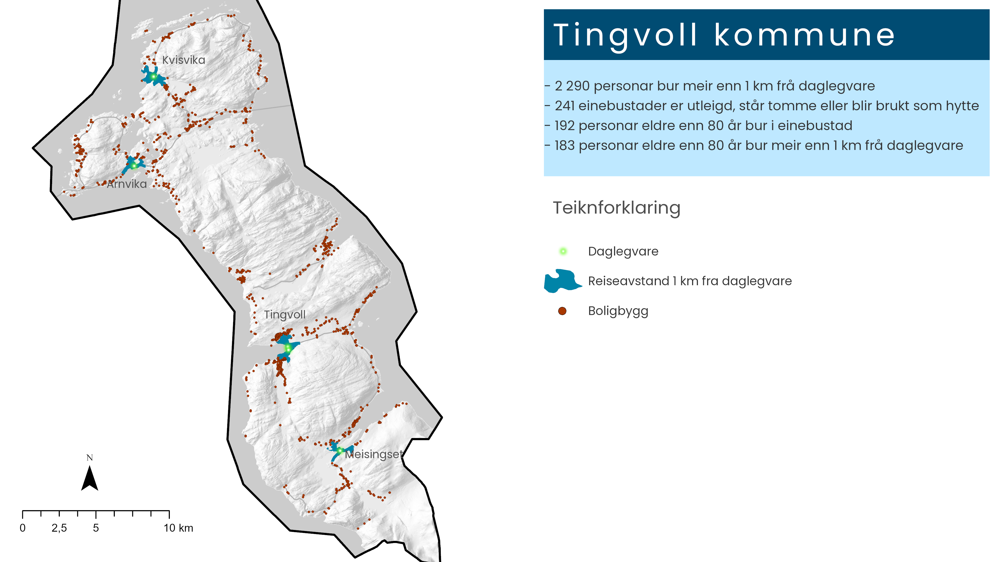 Tingvoll kommune
- 2 290 personar bur meir enn 1 km frå daglegvare
- 241 einebustader er utleigd, står tomme eller blir brukt som hytte
- 192 personar eldre enn 80 år bur i einebustad
- 183 personar eldre enn 80 år bur meir enn 1 km frå daglegvare
Teiknforklaring
Daglegvare
Reiseavstand 1 km fra daglegvare
Boligbygg
Kvisvika
Arnvika
Tingvoll
Meisingset
N
0 2,5 5 10 km